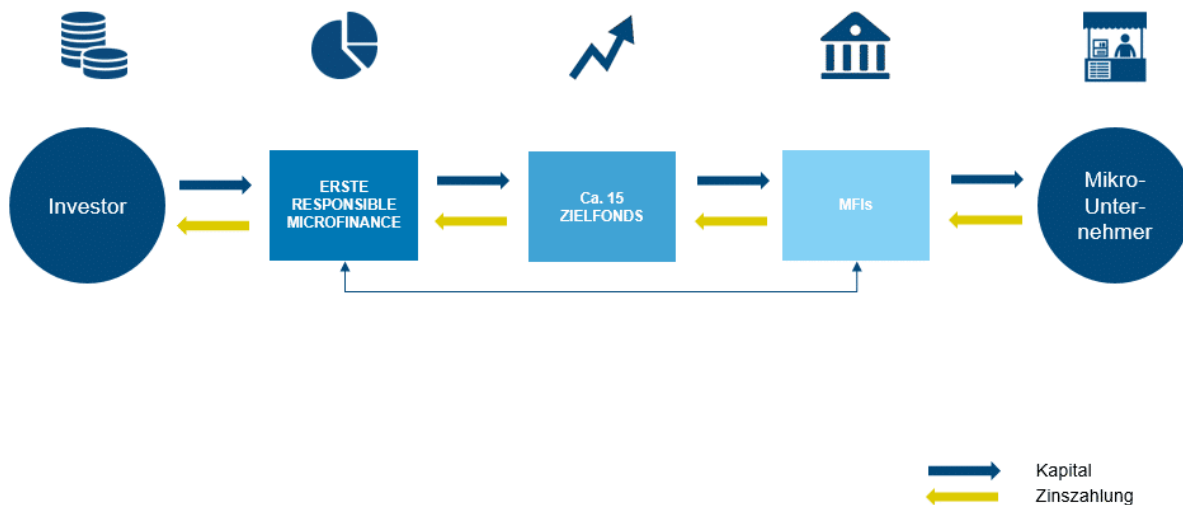 Investor
ERSTE
RESPONSIBLE
MICROFINANCE
Ca. 15
ZIELFONDS
MFIs
Mikro-
Unter-
nehmer
Kapital
Zinszahlung